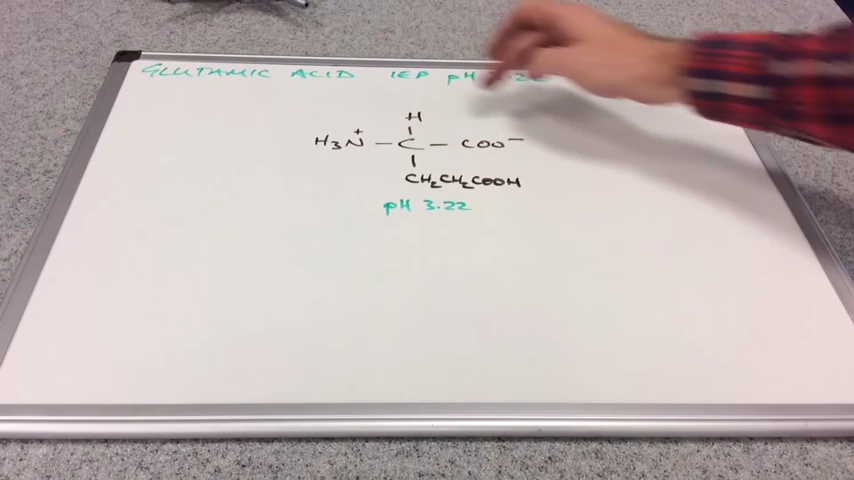 GLUTAMIC ACID IEP pH
H
H3N+ - C - COO-
CH2CH2COOH
pH 3.22